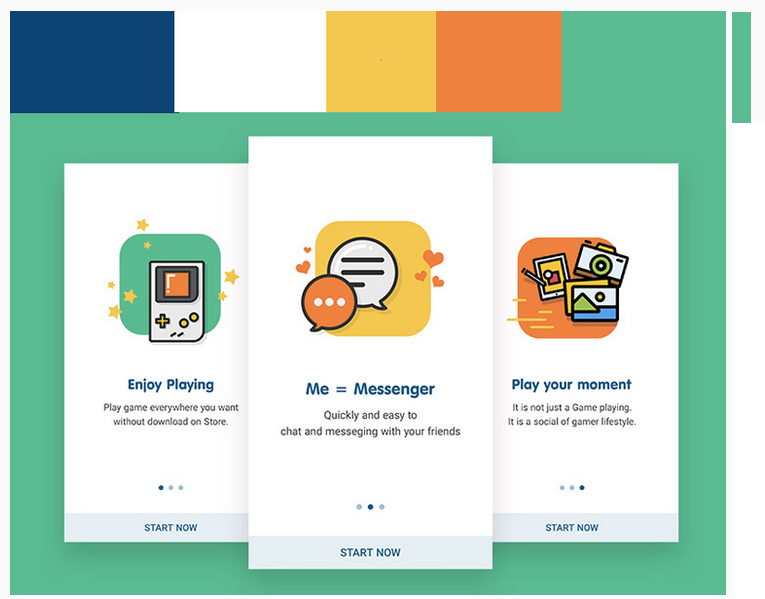 Enjoy Playing
Play game everywhere you want
without download on Store.
START NOW
Me = Messenger
Quickly and easy to
chat and messeging with your friends
START NOW
Play your moment
It is not just a Game playing.
It is a social of gamer lifestyle.
START NOW